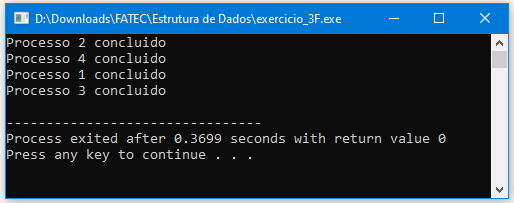 D:\Downloads\FATEC\Estrutura de Dados\exercicio_3F.exe
Processo 2 concluido
Processo 4 concluido
Processo 1 concluido
Processo 3 concluido
--------------------------------
Process exited after 0.3699 seconds with return value 0
Press any key to continue . . .